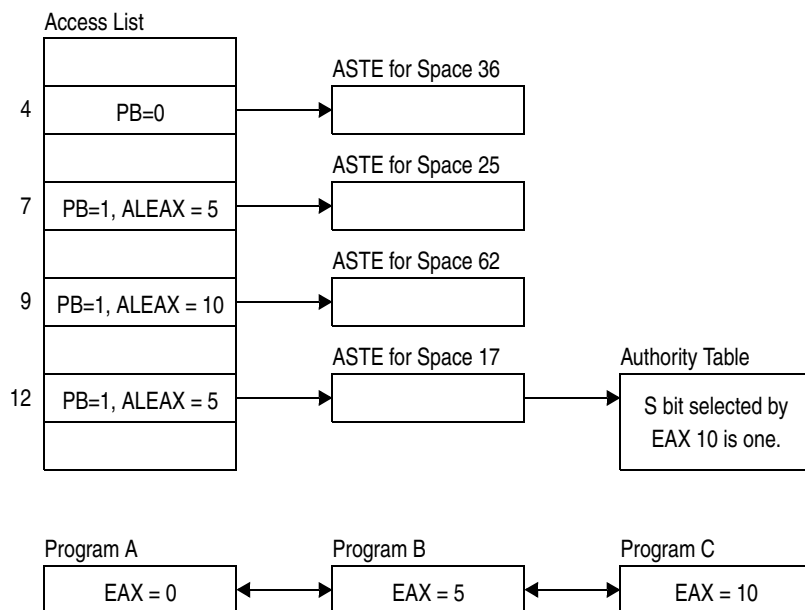 Access List
ASTE for Space 36
4
PB=0
ASTE for Space 25
7
PB=1, ALEAX = 5
ASTE for Space 62
9
PB=1, ALEAX = 10
ASTE for Space 17
Authority Table
12
PB=1, ALEAX = 5
S bit selected by
EAX 10 is one.
Program A
Program B
Program C
EAX = 0
EAX = 5
EAX = 10